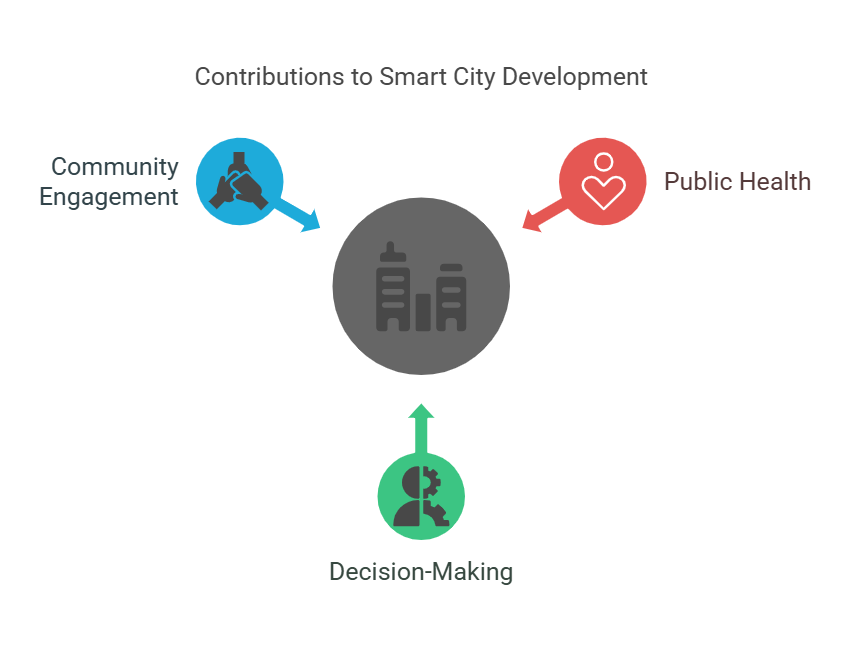 Contributions to Smart City Development
Community
Engagement
Public Health
Decision-Making